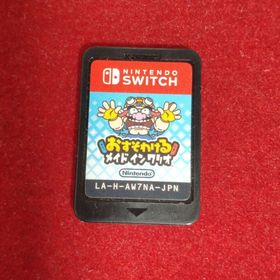 NINTENDO
SWITCH
おすそわける
メイド イン ワリオ
Nintendo
LA-H-AW7NA-JPN